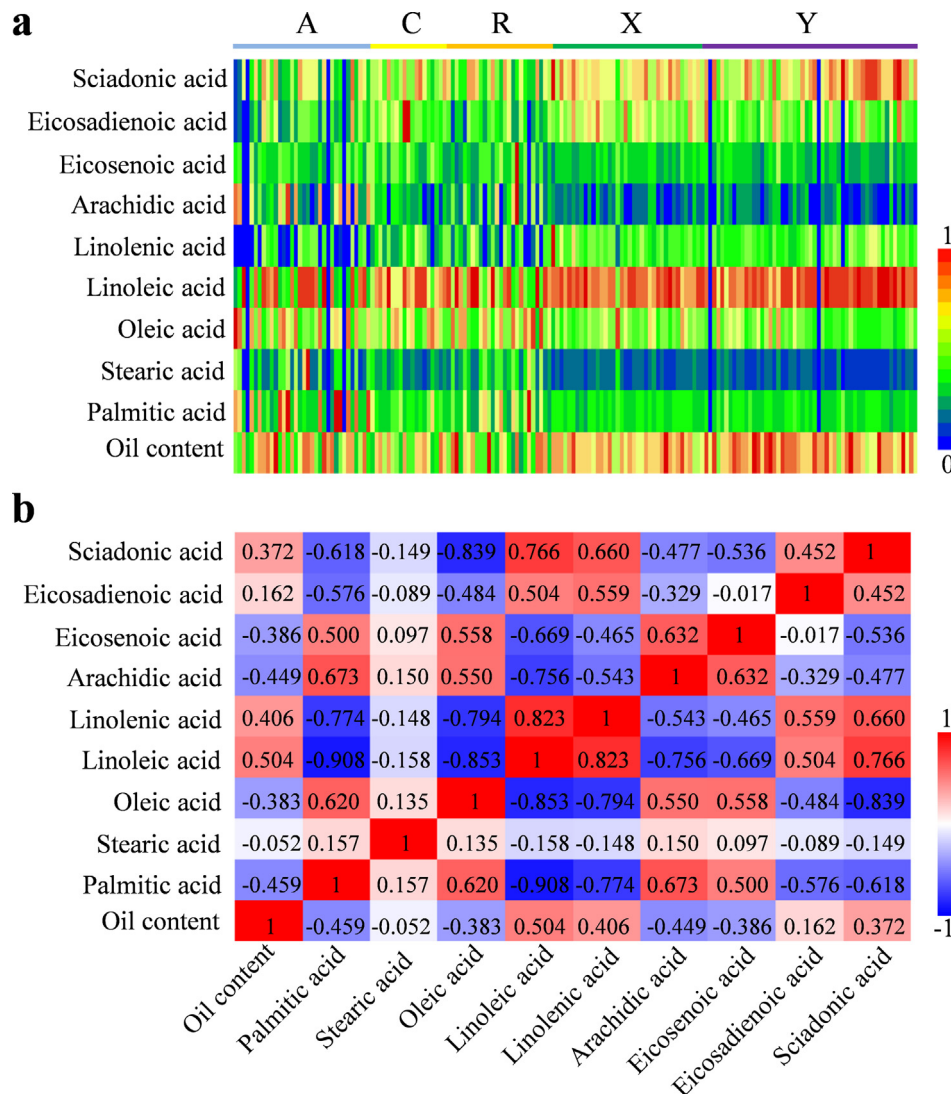 a
A C R X Y
Sciadonic acid
Eicosadienoic acid
Eicosenoic acid
Arachidic acid
Linolenic acid
Linoleic acid
Oleic acid
Stearic acid
Palmitic acid
Oil content
1
0
b
Sciadonic acid 0.372 -0.618 -0.149 -0.839 0.766 0.660 -0.477 -0.536 0.452 1
Eicosadienoic acid 0.162 -0.576 -0.089 -0.484 0.504 0.559 -0.329 -0.017 1 0.452
Eicosenoic acid -0.386 0.500 0.097 0.558 -0.669 -0.465 0.632 1 -0.017 -0.536
Arachidic acid -0.449 0.673 0.150 0.550 -0.756 -0.543 1 0.632 -0.329 -0.477
Linolenic acid 0.406 -0.774 -0.148 -0.794 0.823 1 -0.543 -0.465 0.559 0.660
Linoleic acid 0.504 -0.908 -0.158 -0.853 1 0.823 -0.756 -0.669 0.504 0.766
Oleic acid -0.383 0.620 0.135 1 -0.853 -0.794 0.550 0.558 -0.484 -0.839
Stearic acid -0.052 0.157 1 0.135 -0.158 -0.148 0.150 0.097 -0.089 -0.149
Palmitic acid -0.459 1 0.157 0.620 -0.908 -0.774 0.673 0.500 -0.576 -0.618
Oil content 1 -0.459 -0.052 -0.383 0.504 0.406 -0.449 -0.386 0.162 0.372
1
-1
Oil content
Palmitic acid
Stearic acid
Oleic acid
Linoleic acid
Linolenic acid
Arachidic acid
Eicosenoic acid
Eicosadienoic acid
Sciadonic acid